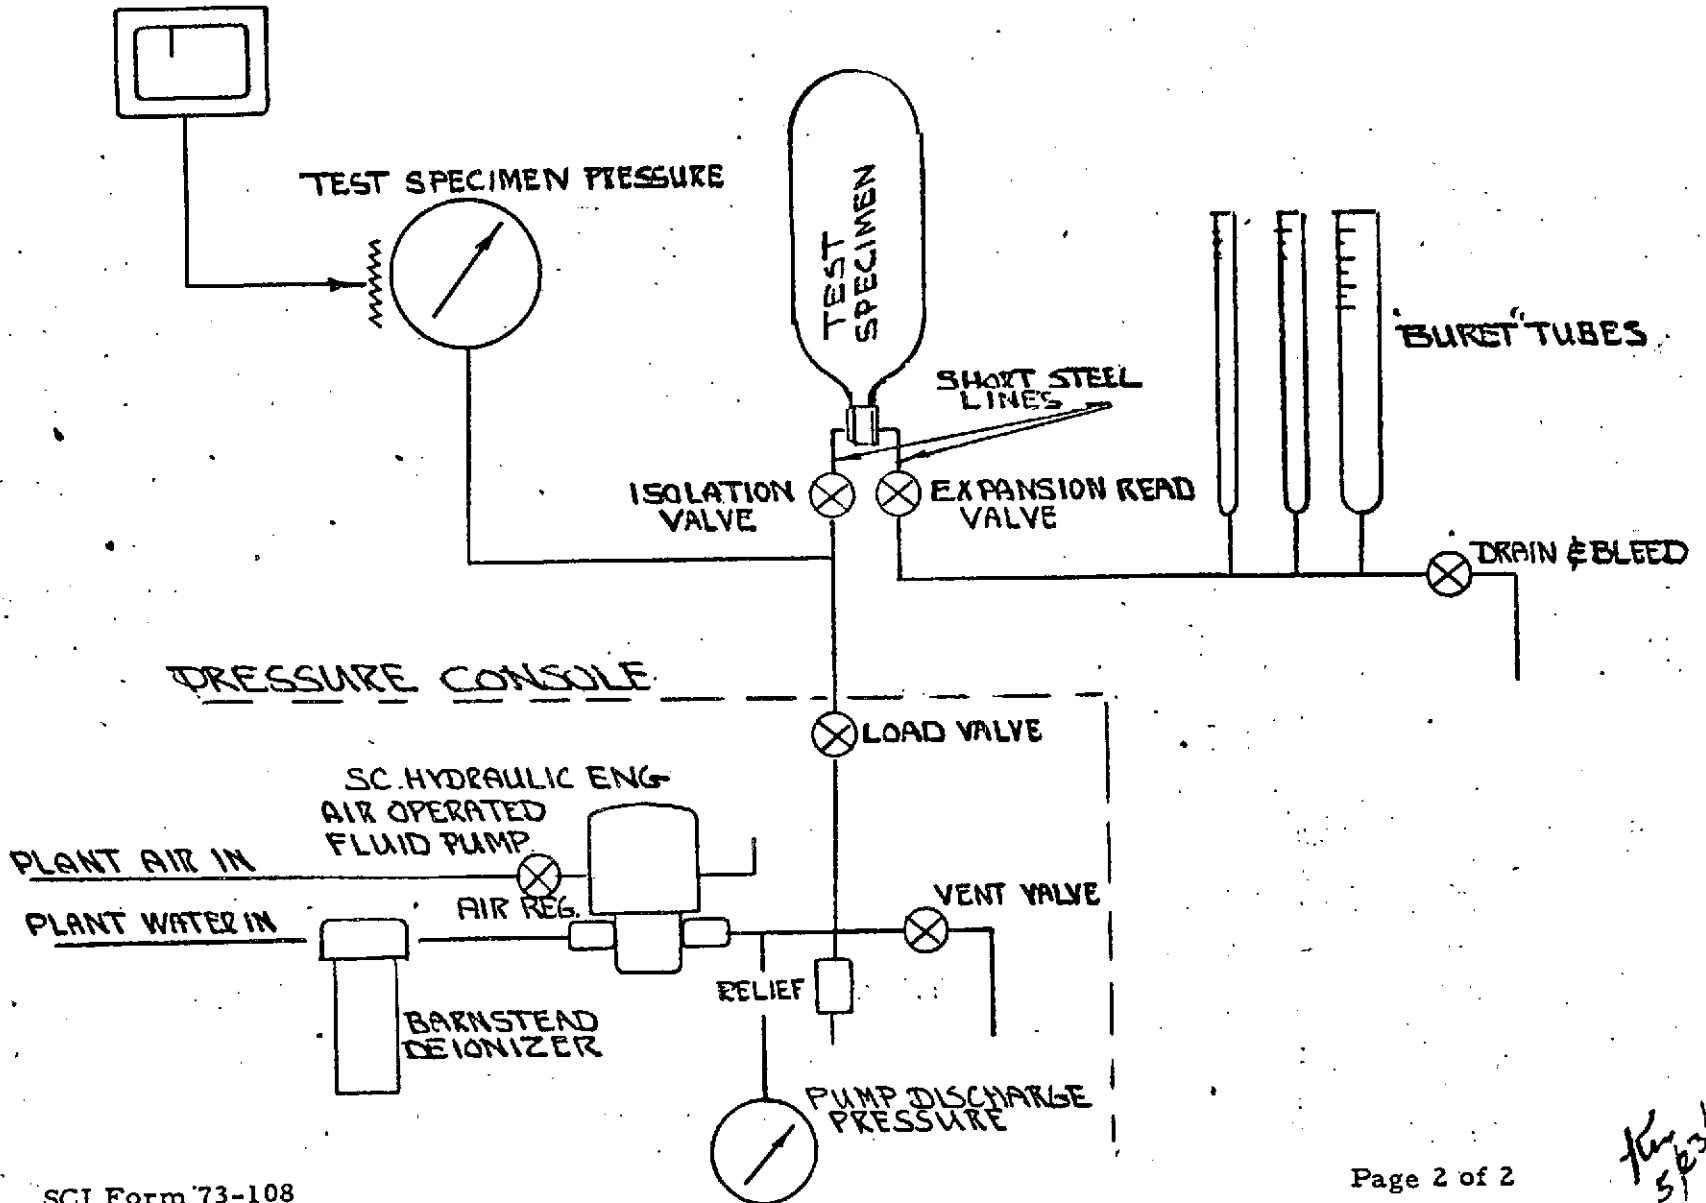 TEST SPECIMEN PRESSURE
TEST
SPECIMEN
"BURET" TUBES
SHORT STEEL
LINES
ISOLATION
VALVE
EXPANSION READ
VALVE
DRAIN & BLEED
PRESSURE CONSOLE
LOAD VALVE
SC. HYDRAULIC ENG
AIR OPERATED
FLUID PUMP
PLANT AIR IN
AIR REG.
VENT VALVE
PLANT WATER IN
RELIEF
BARNSTEAD
DEIONIZER
PUMP DISCHARGE
PRESSURE
SCI Form 73-108
Page 2 of 2